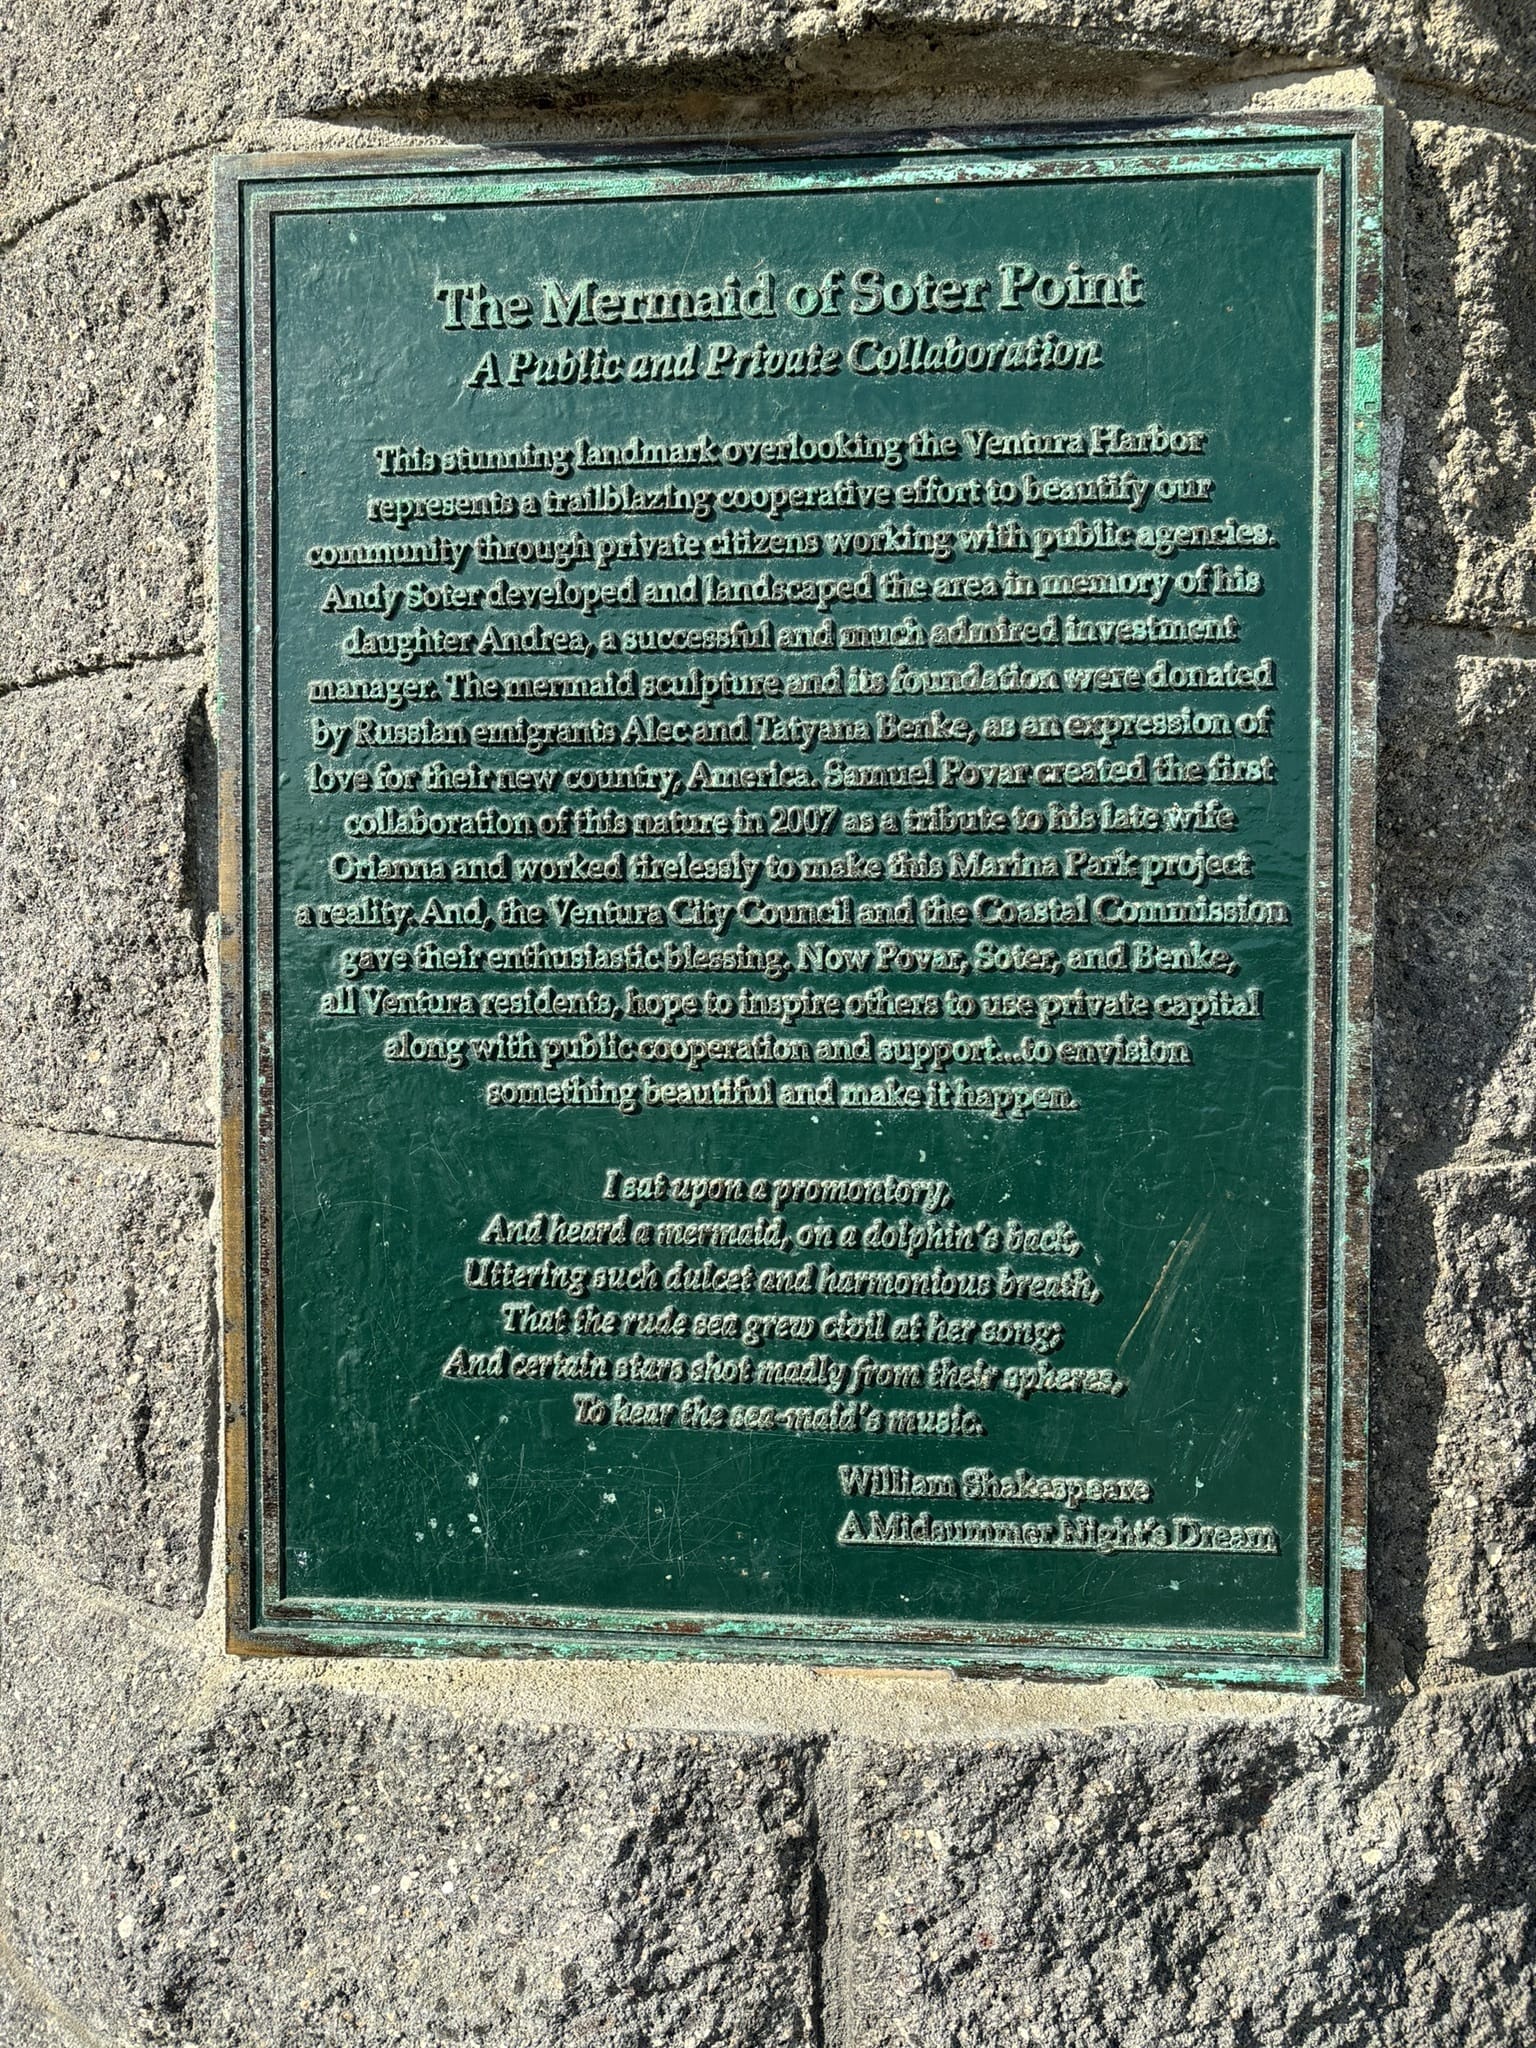 The Mermaid of Soter Point
A Public and Private Collaboration
This stunning landmark overlooking the Ventura Harbor
represents a trailblazing cooperative effort to beautify our
community through private citizens working with public agencies.
Andy Soter developed and landscaped the area in memory of his
daughter Andrea, a successful and much admired investment
manager. The mermaid sculpture and its foundation were donated
by Russian emigrants Alec and Tatyana Benke, as an expression of
love for their new country, America. Samuel Povar created the first
collaboration of this nature in 2007 as a tribute to his late wife
Orianna and worked tirelessly to make this Marina Park project
a reality. And, the Ventura City Council and the Coastal Commission
gave their enthusiastic blessing. Now Povar, Soter, and Benke,
all Ventura residents, hope to inspire others to use private capital
along with public cooperation and support...to envision
something beautiful and make it happen.
I sat upon a promontory,
And heard a mermaid, on a dolphin's back,
Uttering such dulcet and harmonious breath,
That the rude sea grew civil at her song;
And certain stars shot madly from their spheres,
To hear the sea-maid's music.
William Shakespeare
A Midsummer Night's Dream